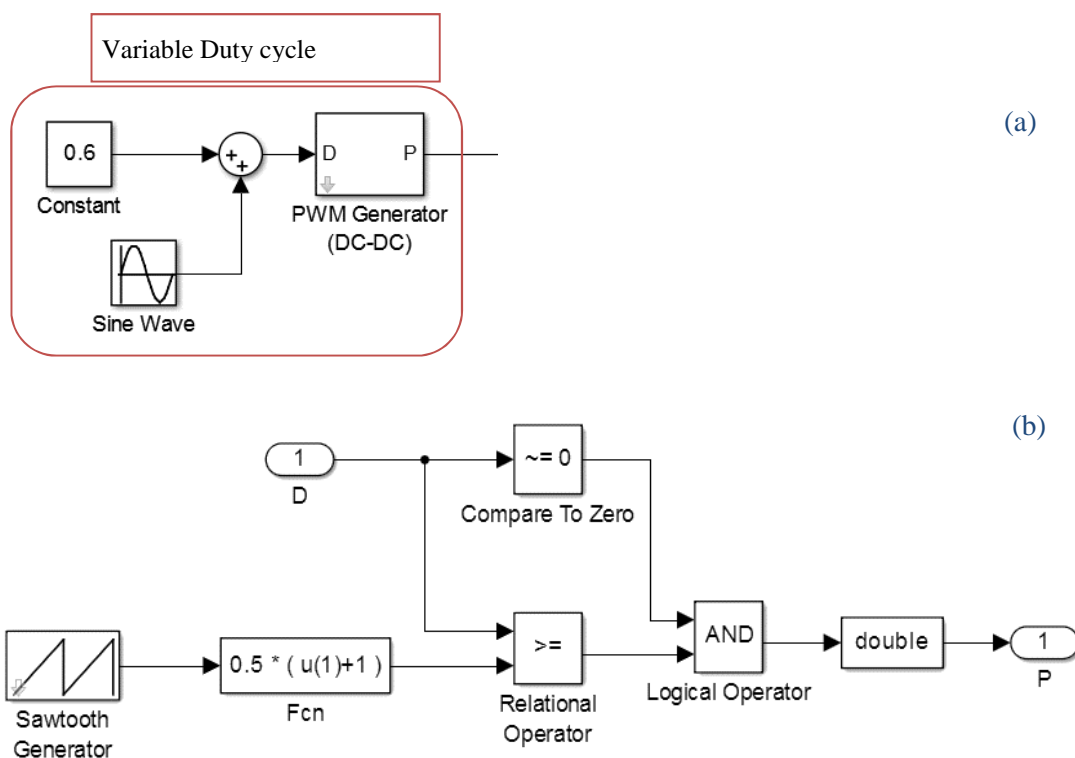 Variable Duty cycle
(a)
0.6
Constant
+
+
D
P
PWM Generator
(DC-DC)
Sine Wave
(b)
1
D
~= 0
Compare To Zero
Sawtooth
Generator
0.5 * ( u(1)+1 )
Fcn
>=
Relational
Operator
AND
Logical Operator
double
1
P